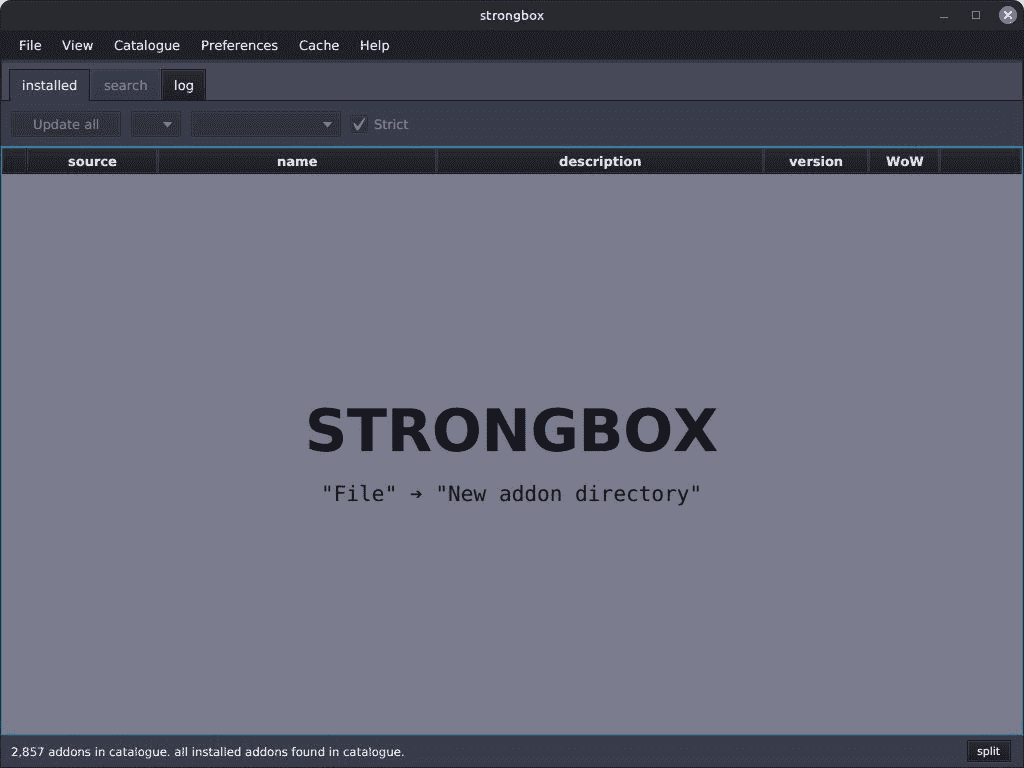 strongbox
File View Catalogue Preferences Cache Help
installed search log
Update all Strict
source name description version WoW
STRONGBOX
"File" ➔ "New addon directory"
2,857 addons in catalogue. all installed addons found in catalogue. split